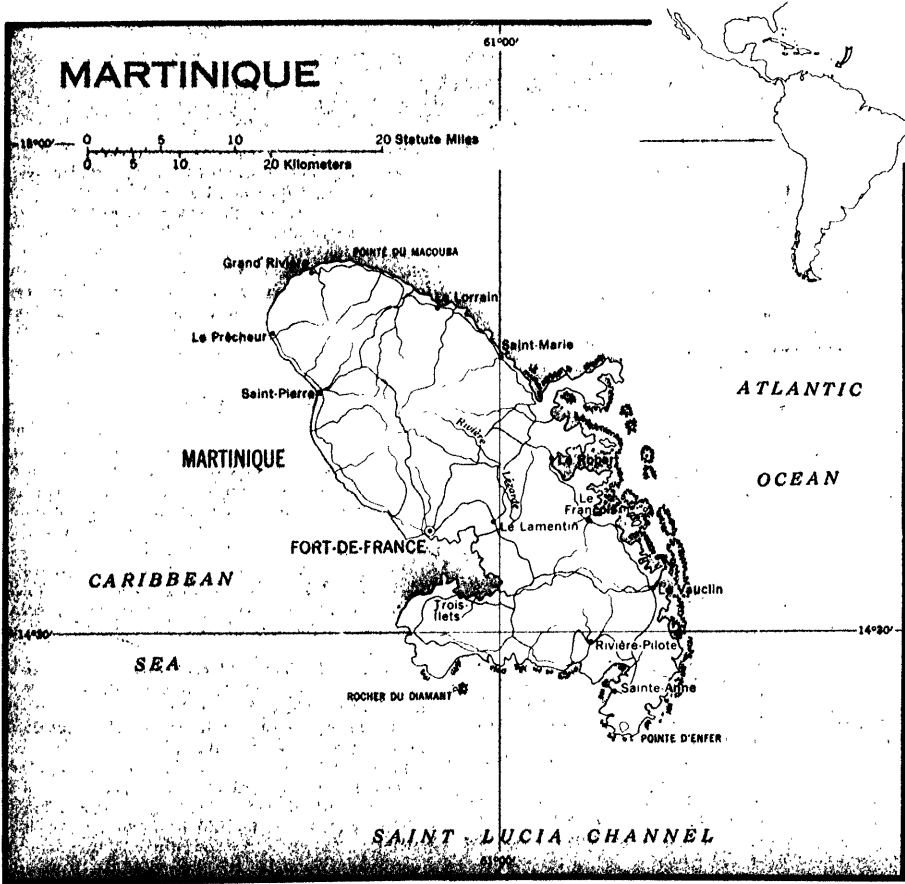 61°00'
MARTINIQUE
0 5 10 20 Statute Miles
15°00'
0 5 10 20 Kilometers
POINTE DU MACOUBA
Grand Rivière
Le Lorrain
Le Prêcheur
Saint-Marie
Saint-Pierre
ATLANTIC
Rivière
MARTINIQUE
Le Robert
Lézarde
OCEAN
Le
François
Le Lamentin
FORT-DE-FRANCE
CARIBBEAN
Le Vauclin
Trois-
Ilets
14°30'
14°30'
Rivière-Pilote
SEA
Sainte-Anne
ROCHER DU DIAMANT
POINTE D'ENFER
SAINT-LUCIA CHANNEL
61°00'